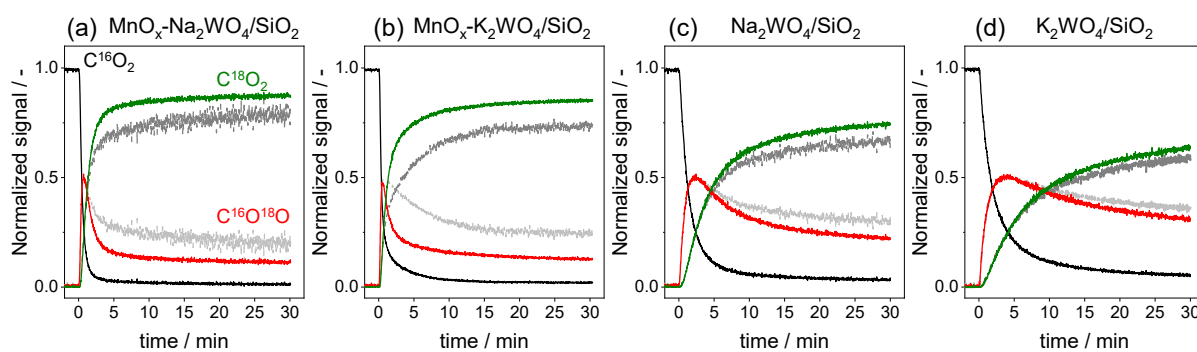 (a) MnOₓ-Na₂WO₄/SiO₂
C¹⁶O₂
C¹⁸O₂
C¹⁶O¹⁸O
Normalized signal / -
1.0
0.5
0.0
0 5 10 15 20 25 30
time / min
(b) MnOₓ-K₂WO₄/SiO₂
Normalized signal / -
1.0
0.5
0.0
0 5 10 15 20 25 30
time / min
(c) Na₂WO₄/SiO₂
Normalized signal / -
1.0
0.5
0.0
0 5 10 15 20 25 30
time / min
(d) K₂WO₄/SiO₂
Normalized signal / -
1.0
0.5
0.0
0 5 10 15 20 25 30
time / min